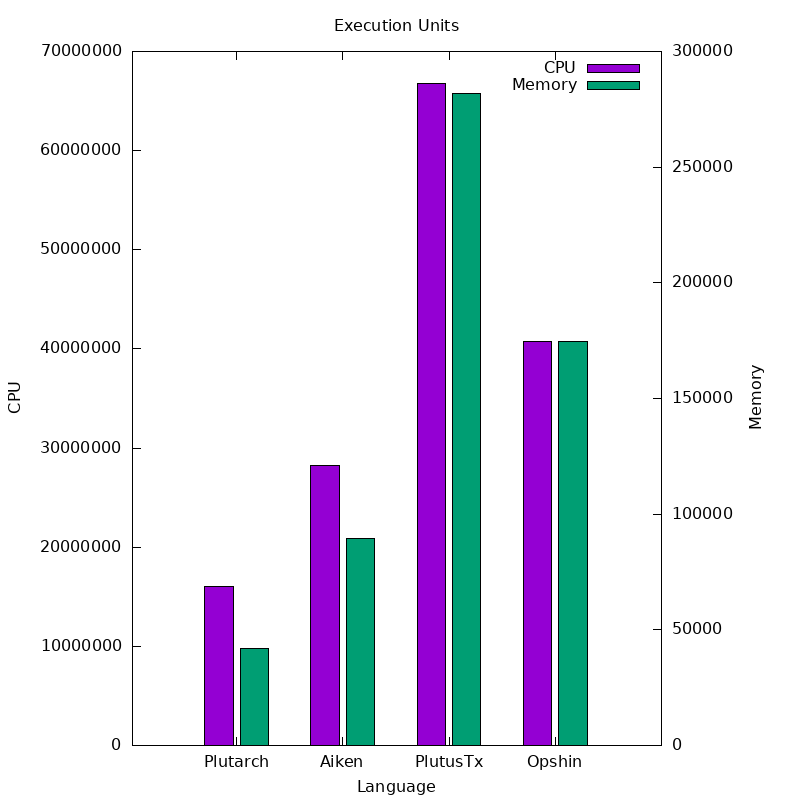 Execution Units
70000000
60000000
50000000
40000000
30000000
20000000
10000000
0
300000
250000
200000
150000
100000
50000
0
CPU
Memory
CPU
Memory
Plutarch Aiken PlutusTx Opshin
Language